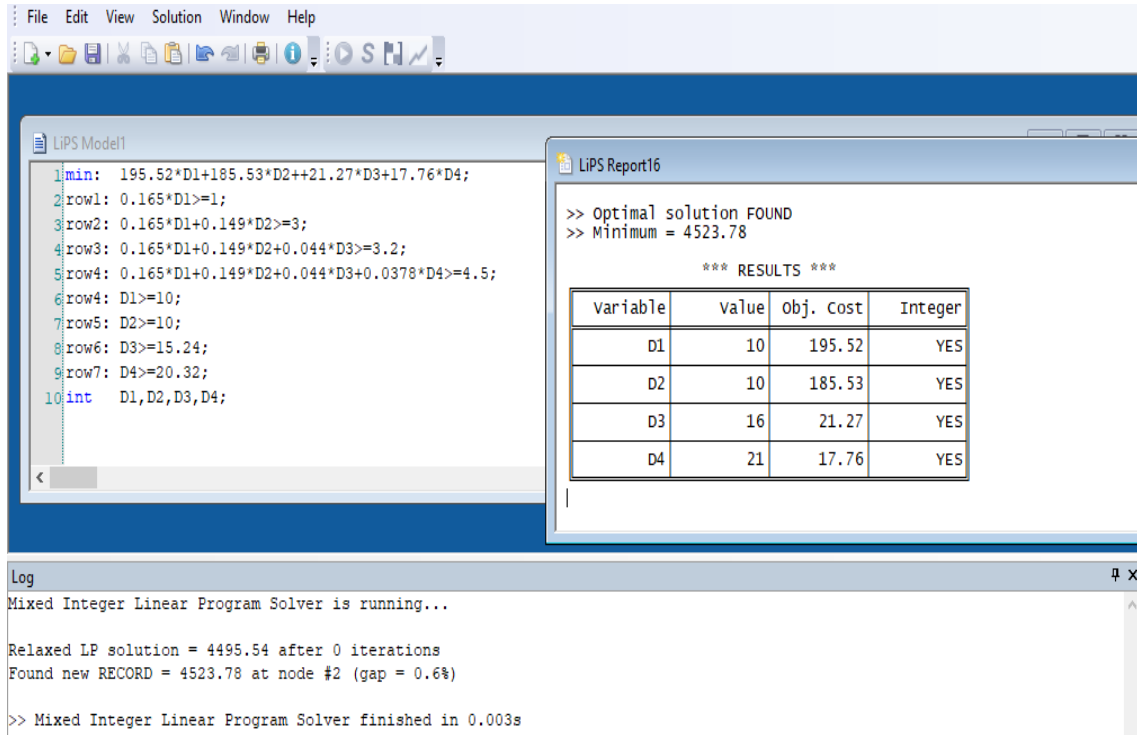 File Edit View Solution Window Help
LiPS Model1
1 min: 195.52*D1+185.53*D2++21.27*D3+17.76*D4;
2 row1: 0.165*D1>=1;
3 row2: 0.165*D1+0.149*D2>=3;
4 row3: 0.165*D1+0.149*D2+0.044*D3>=3.2;
5 row4: 0.165*D1+0.149*D2+0.044*D3+0.0378*D4>=4.5;
6 row4: D1>=10;
7 row5: D2>=10;
8 row6: D3>=15.24;
9 row7: D4>=20.32;
10 int D1,D2,D3,D4;
LiPS Report16
>> Optimal solution FOUND
>> Minimum = 4523.78
*** RESULTS ***
Variable Value Obj. Cost Integer
D1 10 195.52 YES
D2 10 185.53 YES
D3 16 21.27 YES
D4 21 17.76 YES
Log
Mixed Integer Linear Program Solver is running...
Relaxed LP solution = 4495.54 after 0 iterations
Found new RECORD = 4523.78 at node #2 (gap = 0.6%)
>> Mixed Integer Linear Program Solver finished in 0.003s